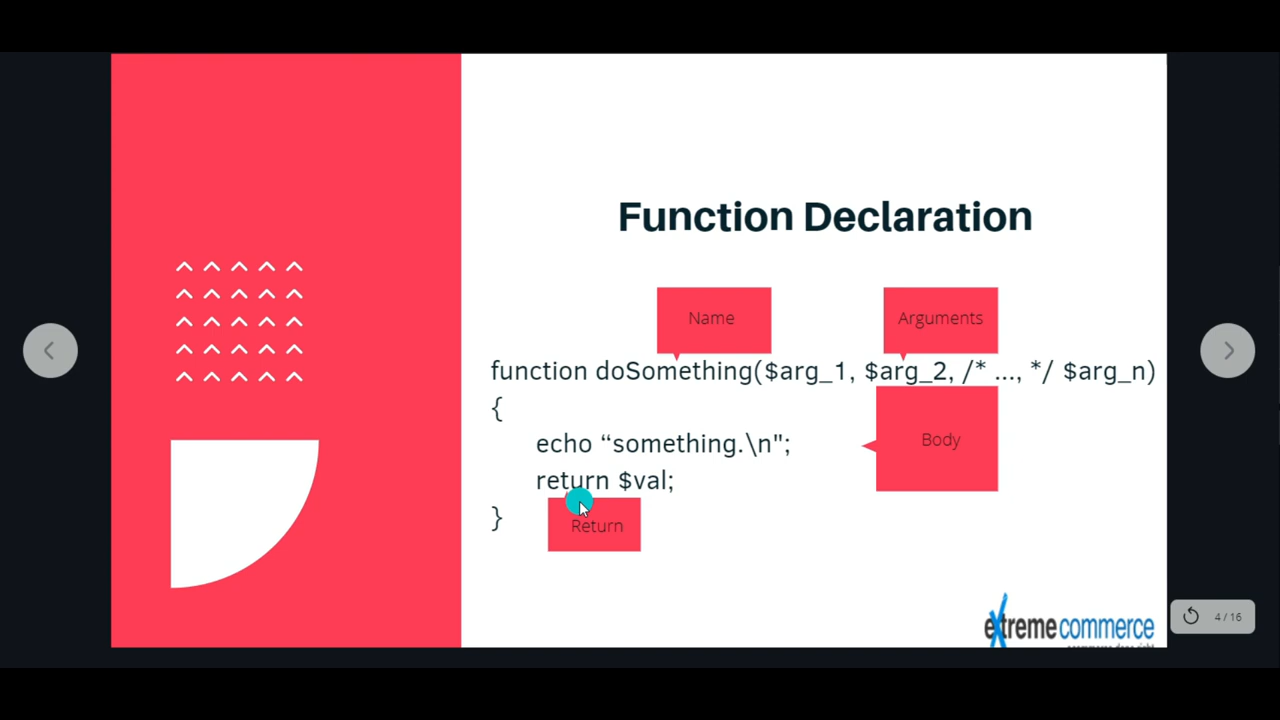 Function Declaration
Name
Arguments
function doSomething($arg_1, $arg_2, /* ..., */ $arg_n)
{
echo “something.\n";
Body
return $val;
}
Return
extreme commerce
4 / 16